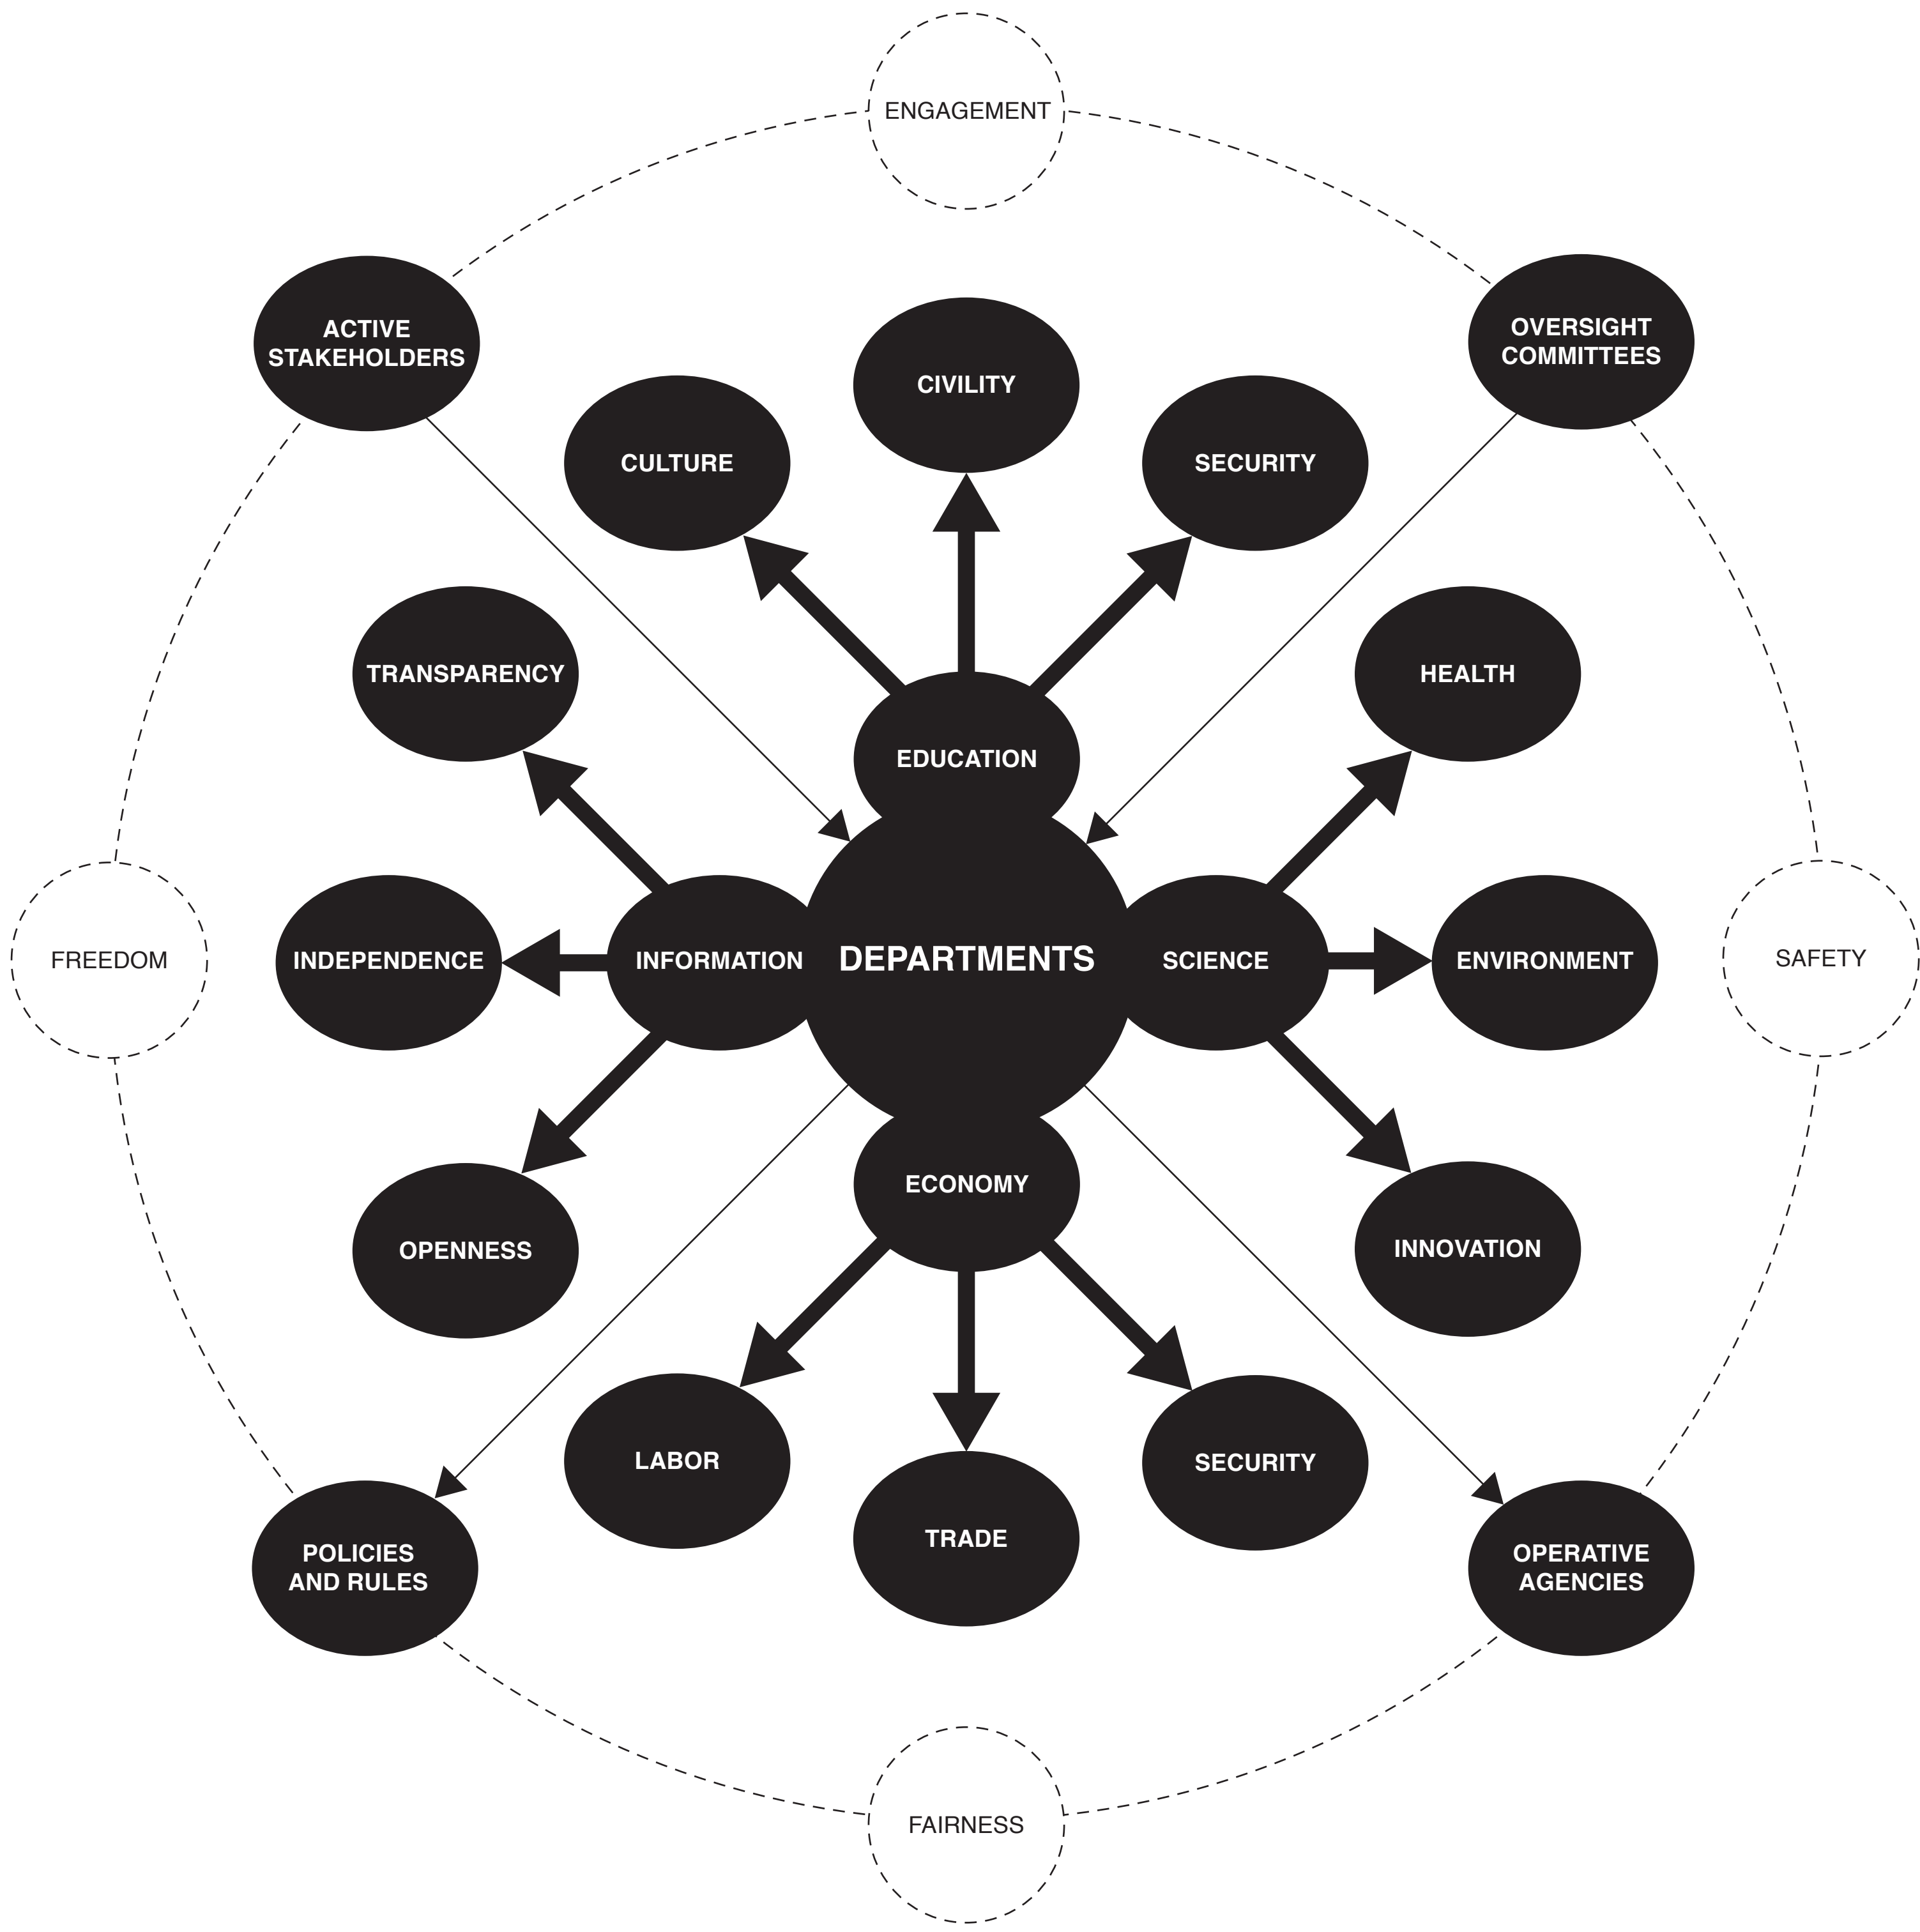 ENGAGEMENT
ACTIVE
STAKEHOLDERS
OVERSIGHT
COMMITTEES
CIVILITY
CULTURE
SECURITY
TRANSPARENCY
HEALTH
EDUCATION
FREEDOM
INDEPENDENCE
INFORMATION
DEPARTMENTS
SCIENCE
ENVIRONMENT
SAFETY
ECONOMY
OPENNESS
INNOVATION
LABOR
SECURITY
TRADE
POLICIES
AND RULES
OPERATIVE
AGENCIES
FAIRNESS